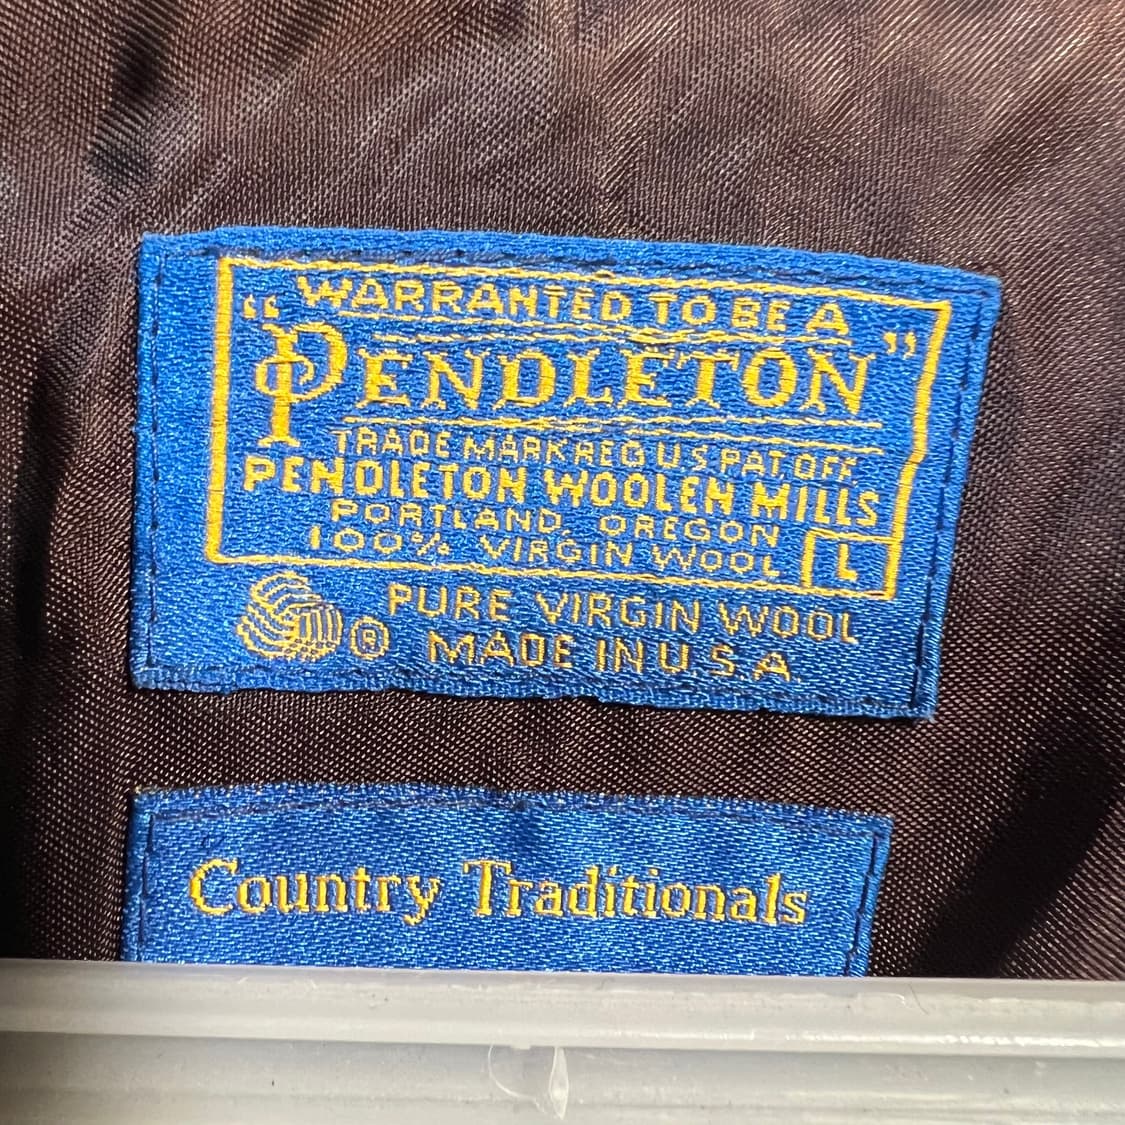 WARRANTED TO BE A
"PENDLETON"
TRADE MARK REG U.S. PAT. OFF.
PENDLETON WOOLEN MILLS
PORTLAND, OREGON
100% VIRGIN WOOL L
® PURE VIRGIN WOOL
MADE IN U.S.A.
Country Traditionals